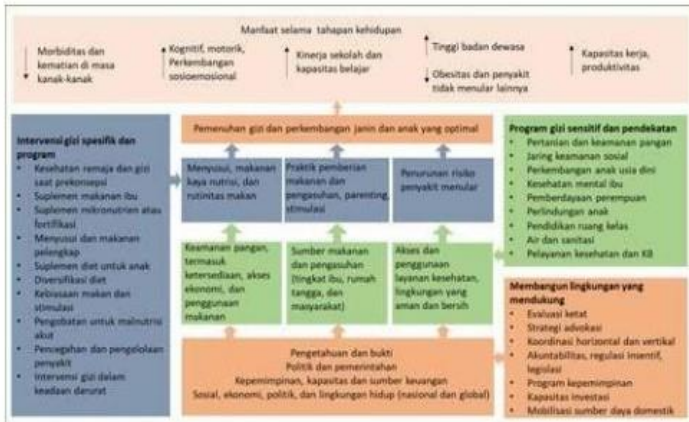 Manfaat selama tahapan kehidupan
Morbiditas dan
kematian di masa
kanak-kanak
Kognitif, motorik,
Perkembangan
sosioemosional
Kinerja sekolah dan
kapasitas belajar
Tinggi badan dewasa
Obesitas dan penyakit
tidak menular lainnya
Kapasitas kerja,
produktivitas
Intervensi gizi spesifik dan
program
• Kesehatan remaja dan gizi
saat prekonsepsi
• Suplemen makanan ibu
• Suplemen mikronutrien atau
fortifikasi
• Menyusui dan makanan
pelengkap
• Suplemen diet untuk anak
• Diversifikasi diet
• Kebiasaan makan dan
stimulasi
• Pengobatan untuk malnutrisi
akut
• Pencegahan dan pengelolaan
penyakit
• Intervensi gizi dalam
keadaan darurat
Pemenuhan gizi dan perkembangan janin dan anak yang optimal
Menyusui, makanan
kaya nutrisi, dan
rutinitas makan
Praktik pemberian
makanan dan
pengasuhan, parenting,
stimulasi
Penurunan risiko
penyakit menular
Keamanan pangan,
termasuk
ketersediaan, akses
ekonomi, dan
penggunaan
makanan
Sumber makanan
dan pengasuhan
(tingkat ibu, rumah
tangga, dan
masyarakat)
Akses dan
penggunaan
layanan kesehatan,
lingkungan yang
aman dan bersih
Pengetahuan dan bukti
Politik dan pemerintahan
Kepemimpinan, kapasitas dan sumber keuangan
Sosial, ekonomi, politik, dan lingkungan hidup (nasional dan global)
Program gizi sensitif dan pendekatan
• Pertanian dan keamanan pangan
• Jaring keamanan sosial
• Perkembangan anak usia dini
• Kesehatan mental ibu
• Pemberdayaan perempuan
• Perlindungan anak
• Pendidikan ruang kelas
• Air dan sanitasi
• Pelayanan kesehatan dan KB
Membangun lingkungan yang
mendukung
• Evaluasi ketat
• Strategi advokasi
• Koordinasi horizontal dan vertikal
• Akuntabilitas, regulasi insentif,
legislasi
• Program kepemimpinan
• Kapasitas investasi
• Mobilisasi sumber daya domestik